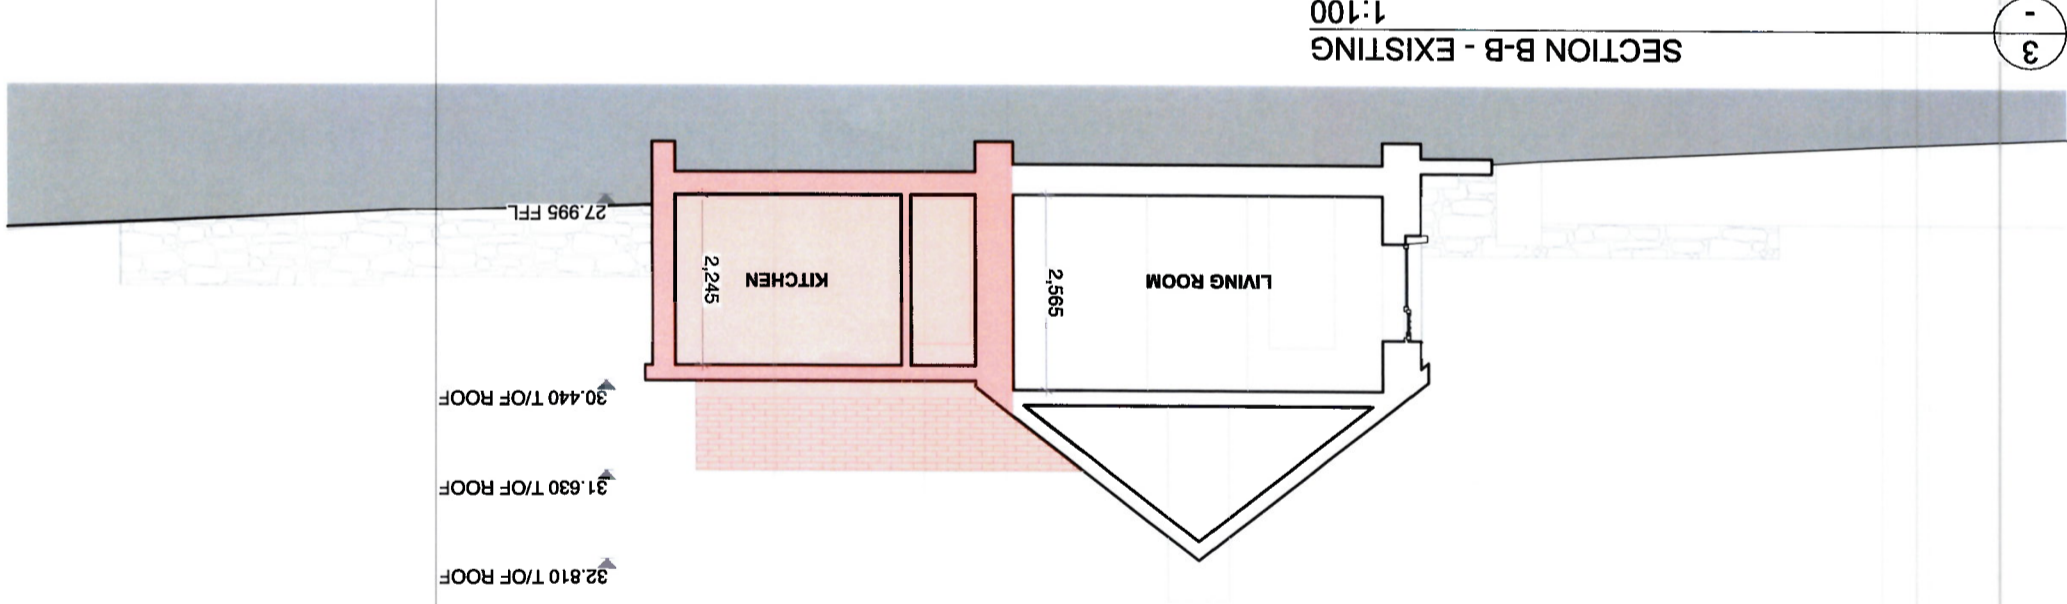 32.810 T/OF ROOF
31.630 T/OF ROOF
30.440 T/OF ROOF
LIVING ROOM
2,565
KITCHEN
2,245
27.995 FFL
3
-
SECTION B-B - EXISTING
1:100